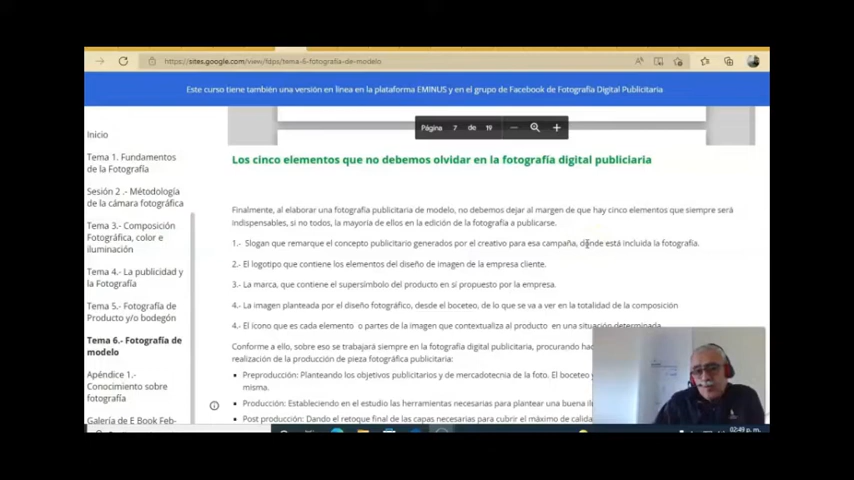 https://sites.google.com/view/fdps/tema-6-fotografia-de-modelo
Este curso tiene también una versión en línea en la plataforma EMINUS y en el grupo de Facebook de Fotografía Digital Publicitaria
Página 7 de 19
Inicio
Tema 1. Fundamentos
de la Fotografía
Sesión 2 .- Métodología
de la cámara fotográfica
Tema 3.- Composición
Fotográfica, color e
iluminación
Tema 4.- La publicidad y
la Fotografía
Tema 5.- Fotografía de
Producto y/o bodegón
Tema 6.- Fotografía de
modelo
Apéndice 1.-
Conocimiento sobre
fotografía
Galería de E Book Feb-
Los cinco elementos que no debemos olvidar en la fotografía digital publiciaria
Finalmente, al elaborar una fotografía publicitaria de modelo, no debemos dejar al margen de que hay cinco elementos que siempre será
indispensables, si no todos, la mayoría de ellos en la edición de la fotografía a publicarse.
1.- Slogan que remarque el concepto publicitario generados por el creativo para esa campaña, dónde está incluida la fotografía.
2.- El logotipo que contiene los elementos del diseño de imagen de la empresa cliente.
3.- La marca, que contiene el supersímbolo del producto en sí propuesto por la empresa.
4.- La imagen planteada por el diseño fotográfico, desde el boceteo, de lo que se va a ver en la totalidad de la composición
4.- El ícono que es cada elemento o partes de la imagen que contextualiza al producto en una situación determinada.
Conforme a ello, sobre eso se trabajará siempre en la fotografía digital publicitaria, procurando
realización de la producción de pieza fotográfica publicitaria:
Preproducción: Planteando los objetivos publicitarios y de mercadotecnia de la foto. El boceteo
misma.
Producción: Estableciendo en el estudio las herramientas necesarias para plantear una buena
Post producción: Dando el retoque final de las capas necesarias para cubrir el máximo de
02:49 p. m.